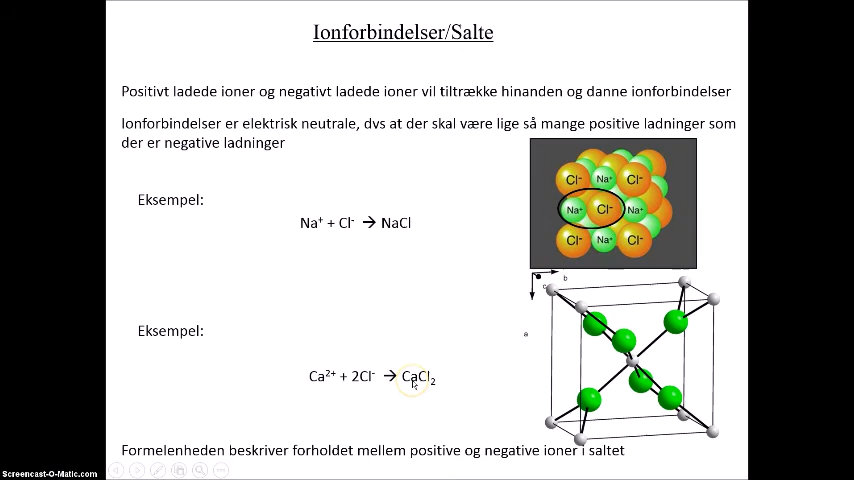 Ionforbindelser/Salte
Positivt ladede ioner og negativt ladede ioner vil tiltrække hinanden og danne ionforbindelser
Ionforbindelser er elektrisk neutrale, dvs at der skal være lige så mange positive ladninger som
der er negative ladninger
Eksempel:
Na⁺ + Cl⁻ → NaCl
Cl⁻ Na⁺ Cl⁻
Na⁺ Cl⁻ Na⁺
Cl⁻ Na⁺ Cl⁻
b
c
a
Eksempel:
Ca²⁺ + 2Cl⁻ → CaCl₂
Formelenheden beskriver forholdet mellem positive og negative ioner i saltet
Screencast-O-Matic.com